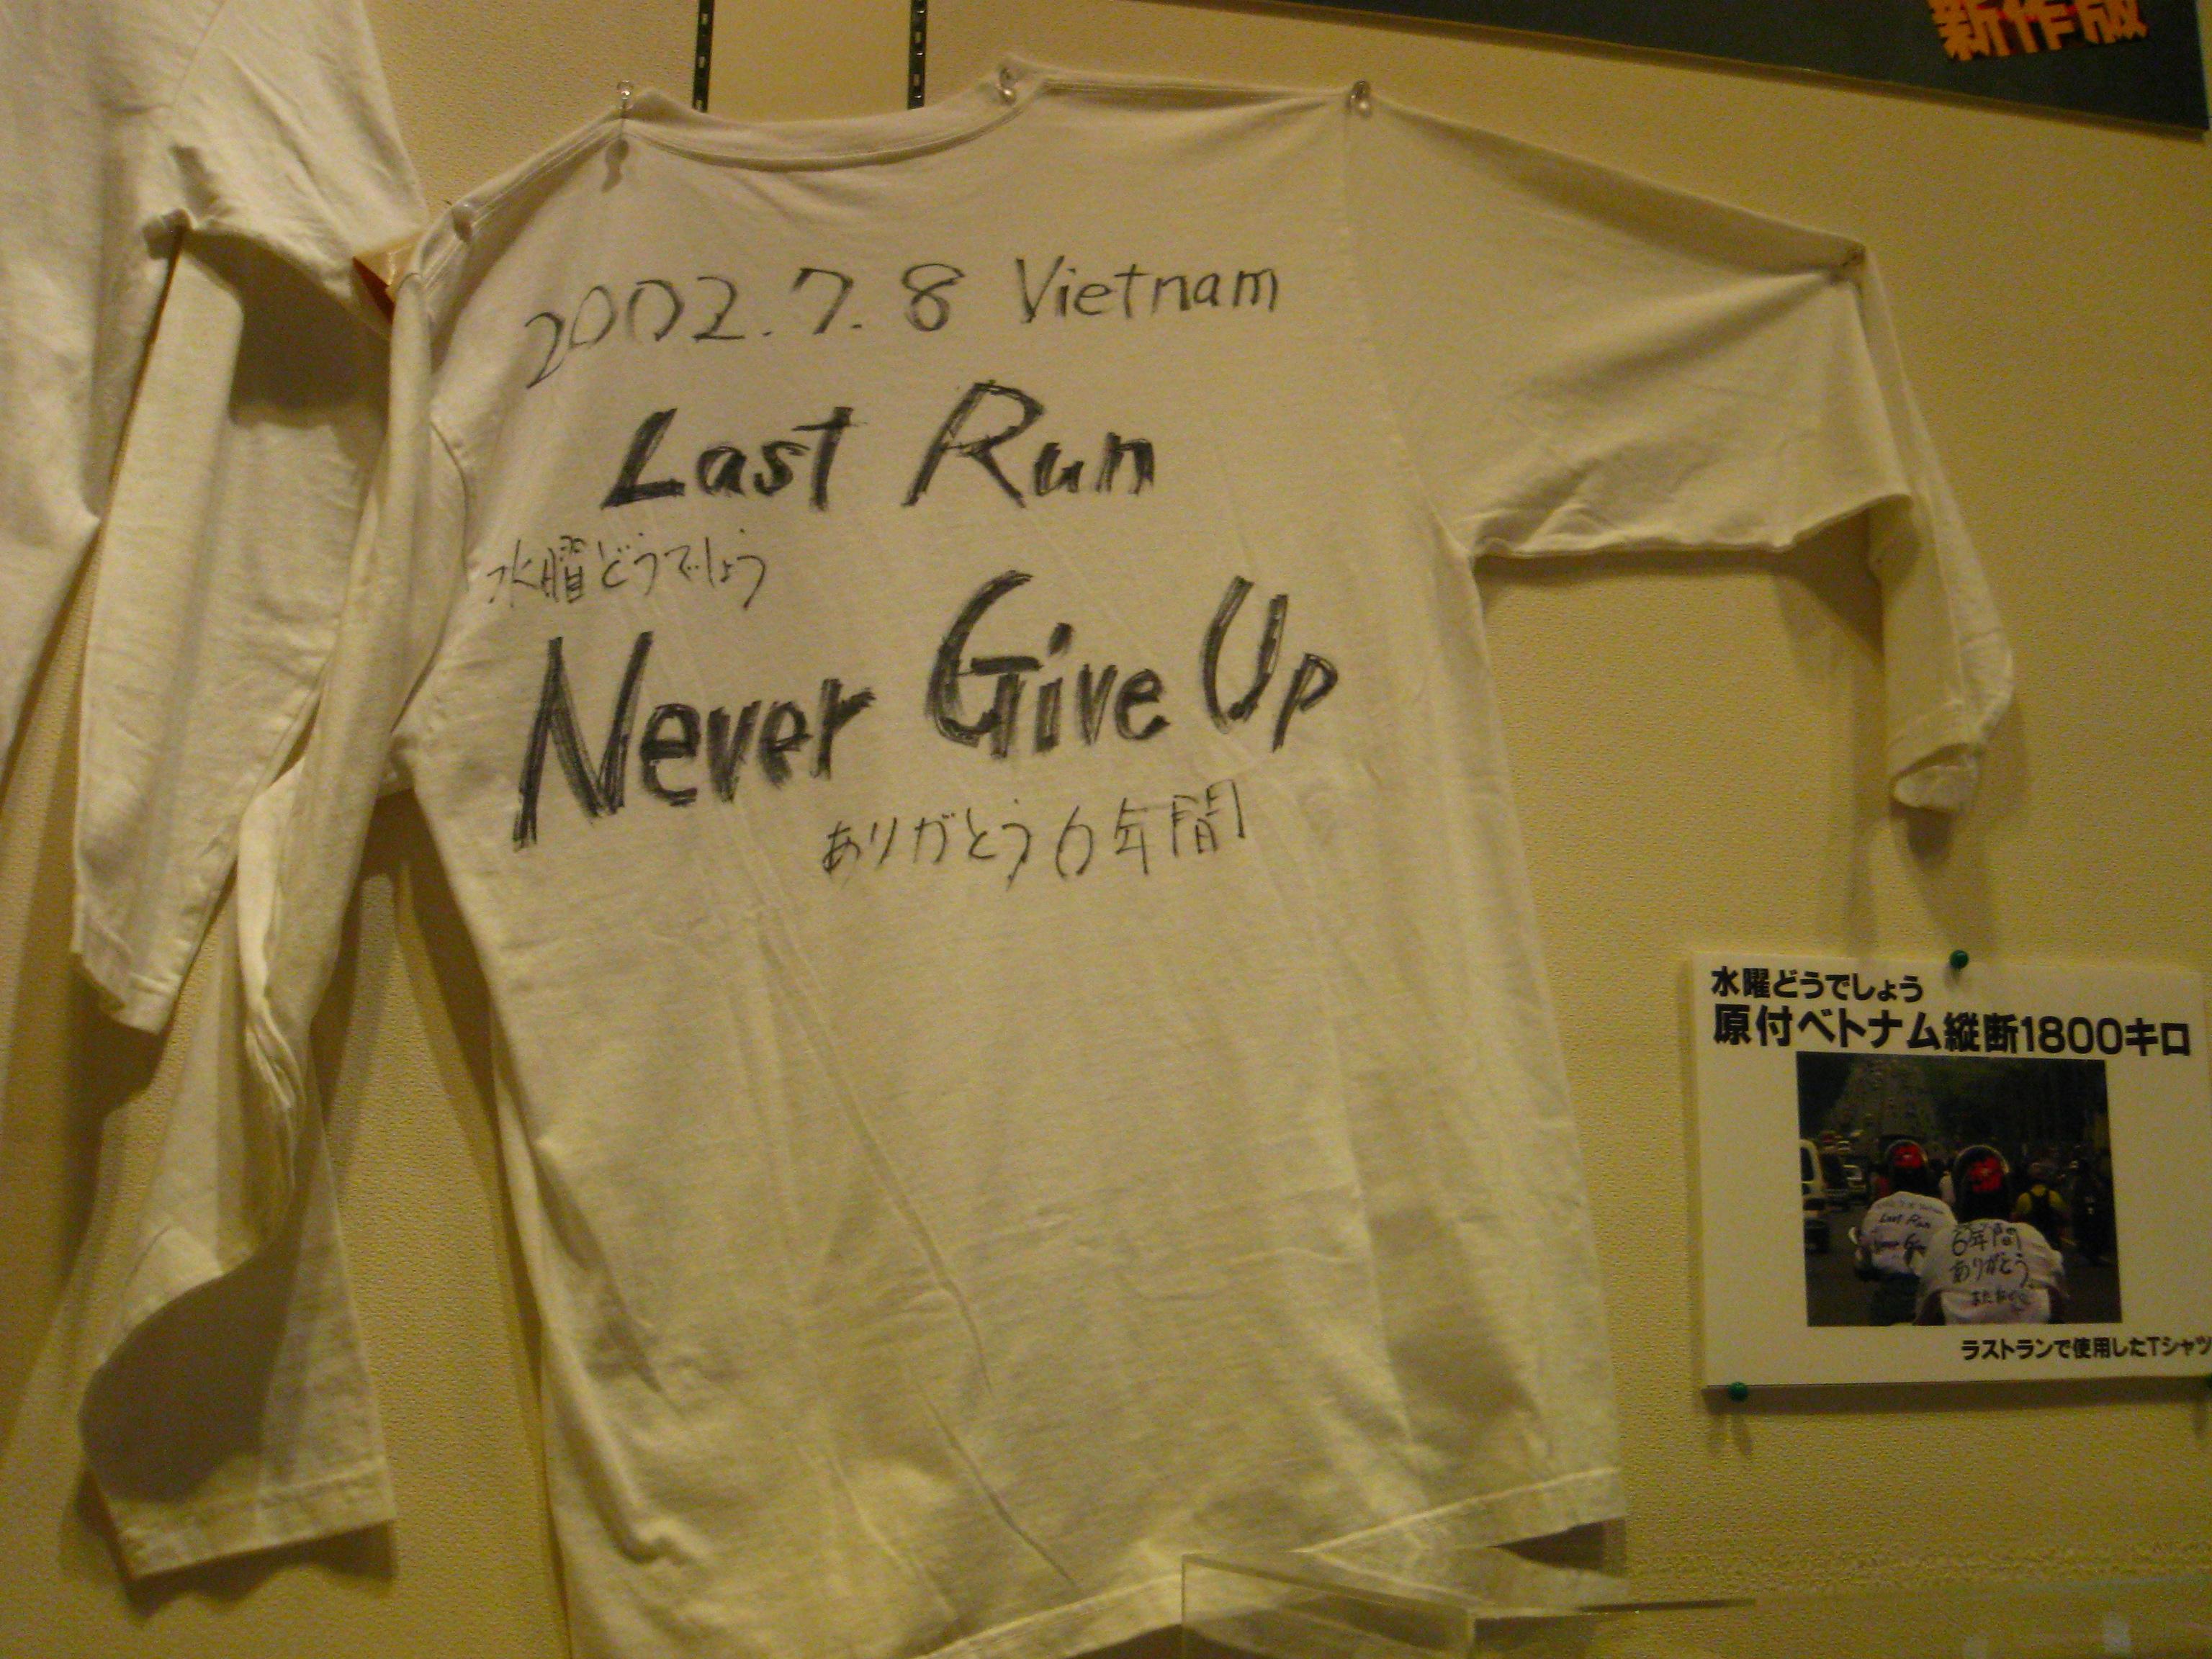 新作版
2002.7.8 Vietnam
Last Run
水曜どうでしょう
Never Give Up
ありがとう6年間
水曜どうでしょう
原付ベトナム縦断1800キロ
Last Run
6年間
ありがとう
ラストランで使用したTシャツ